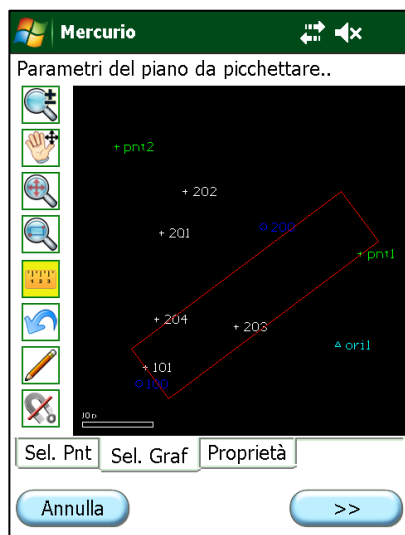 Mercurio
Parametri del piano da picchettare..
+ pnt2
+ 202
200
+ 201
+ pnt1
+ 204
+ 203
ori1
+ 101
100
Sel. Pnt
Sel. Graf
Proprietà
Annulla
>>